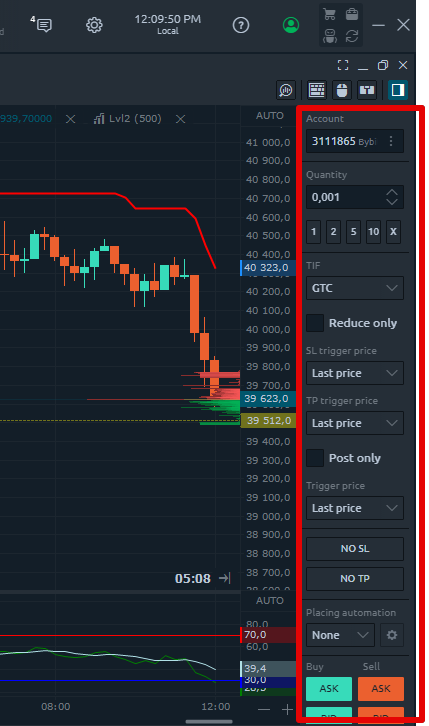 4
12:09:50 PM
Local
939,70000
Lvl2 (500)
AUTO
41 000,0
40 900,0
40 800,0
40 700,0
40 600,0
40 500,0
40 400,0
40 323,0
40 200,0
40 100,0
40 000,0
39 900,0
39 800,0
39 700,0
39 623,0
39 512,0
39 400,0
39 300,0
39 200,0
39 100,0
39 000,0
38 900,0
38 800,0
38 700,0
38 600,0
05:08
AUTO
80,0
70,0
60,0
39,4
30,0
28,5
08:00
12:00
Account
3111865 Bybi
Quantity
0,001
1 2 5 10 X
TIF
GTC
Reduce only
SL trigger price
Last price
TP trigger price
Last price
Post only
Trigger price
Last price
NO SL
NO TP
Placing automation
None
Buy Sell
ASK ASK
BID BID